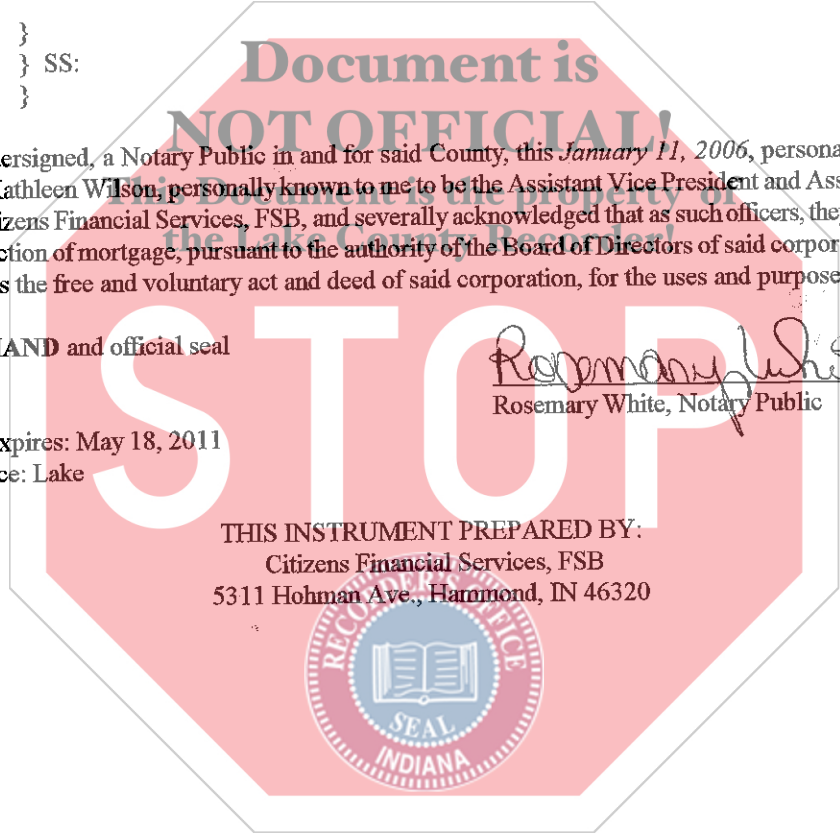 }
} SS:
}
Document is
NOT OFFICIAL!
This Document is the property of
the Lake County Recorder!
ersigned, a Notary Public in and for said County, this January 11, 2006, persona
athleen Wilson, personally known to me to be the Assistant Vice President and Ass
izens Financial Services, FSB, and severally acknowledged that as such officers, the
ction of mortgage, pursuant to the authority of the Board of Directors of said corpor
s the free and voluntary act and deed of said corporation, for the uses and purpose
AND and official seal
Rosemary Whi
Rosemary White, Notary Public
xpires: May 18, 2011
ce: Lake
STOP
THIS INSTRUMENT PREPARED BY:
Citizens Financial Services, FSB
5311 Hohman Ave., Hammond, IN 46320
RECORDER'S OFFICE
SEAL
INDIANA